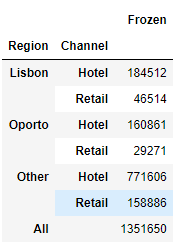 Frozen
Region Channel
Lisbon Hotel 184512
Retail 46514
Oporto Hotel 160861
Retail 29271
Other Hotel 771606
Retail 158886
All 1351650